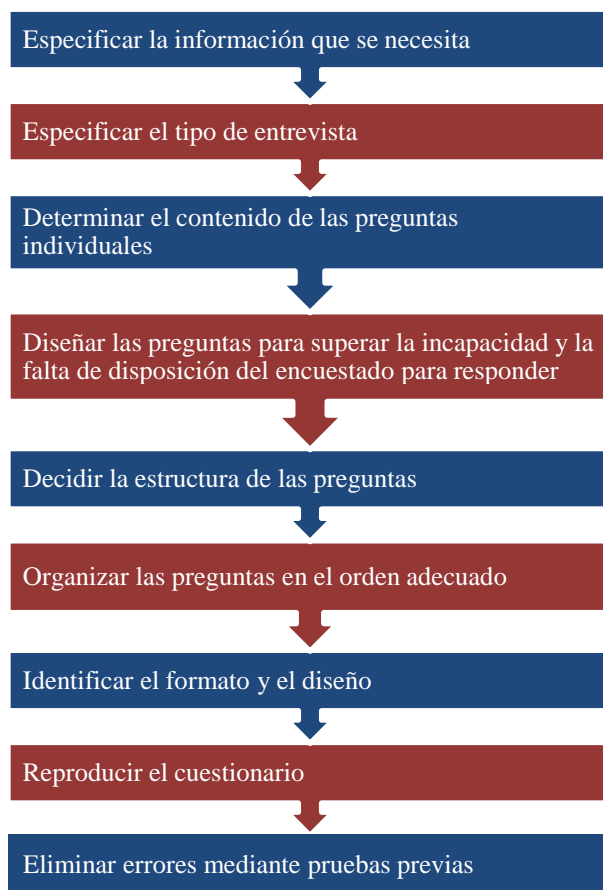 Especificar la información que se necesita
Especificar el tipo de entrevista
Determinar el contenido de las preguntas
individuales
Diseñar las preguntas para superar la incapacidad y la
falta de disposición del encuestado para responder
Decidir la estructura de las preguntas
Organizar las preguntas en el orden adecuado
Identificar el formato y el diseño
Reproducir el cuestionario
Eliminar errores mediante pruebas previas